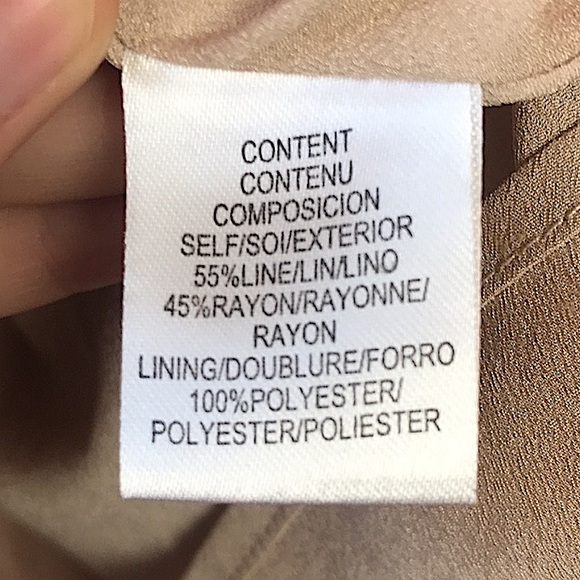 CONTENT
CONTENU
COMPOSICION
SELF/SOI/EXTERIOR
55%LINE/LIN/LINO
45%RAYON/RAYONNE/
RAYON
LINING/DOUBLURE/FORRO
100%POLYESTER/
POLYESTER/POLIESTER